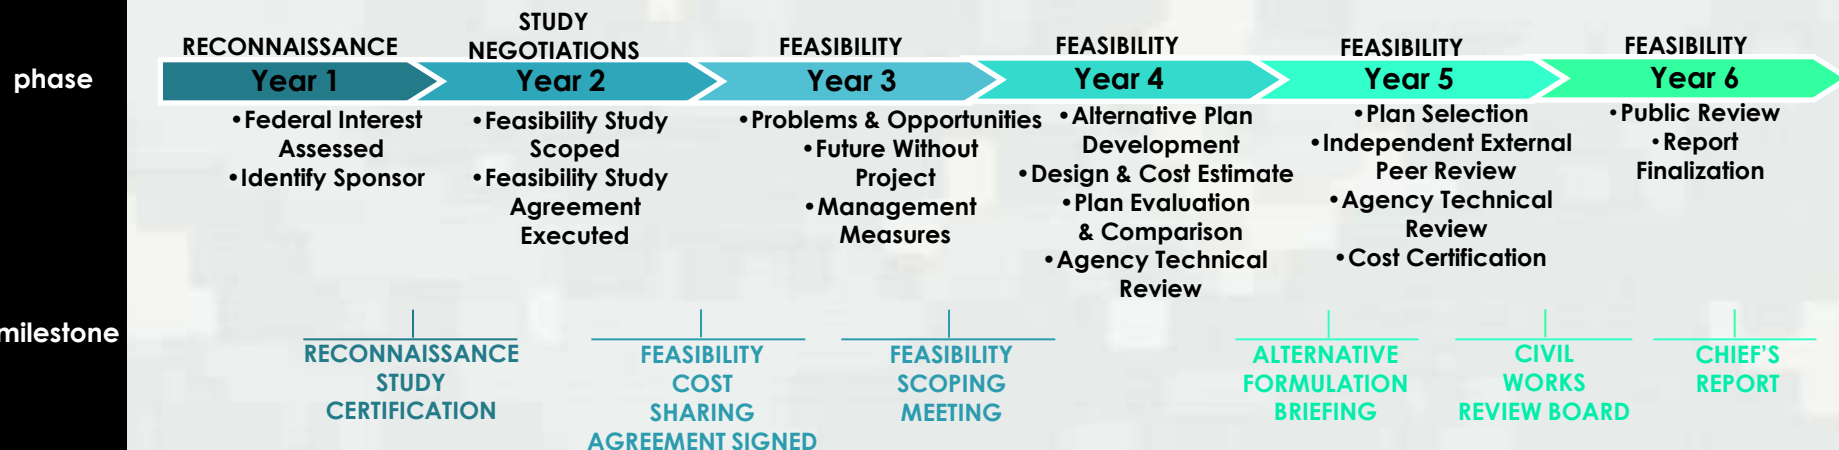 phase
RECONNAISSANCE
Year 1
•Federal Interest
Assessed
•Identify Sponsor
STUDY
NEGOTIATIONS
Year 2
•Feasibility Study
Scoped
•Feasibility Study
Agreement
Executed
FEASIBILITY
Year 3
•Problems & Opportunities
•Future Without
Project
•Management
Measures
FEASIBILITY
Year 4
•Alternative Plan
Development
•Design & Cost Estimate
•Plan Evaluation
& Comparison
•Agency Technical
Review
FEASIBILITY
Year 5
•Plan Selection
•Independent External
Peer Review
•Agency Technical
Review
•Cost Certification
FEASIBILITY
Year 6
•Public Review
•Report
Finalization
milestone
RECONNAISSANCE
STUDY
CERTIFICATION
FEASIBILITY
COST
SHARING
AGREEMENT SIGNED
FEASIBILITY
SCOPING
MEETING
ALTERNATIVE
FORMULATION
BRIEFING
CIVIL
WORKS
REVIEW BOARD
CHIEF'S
REPORT